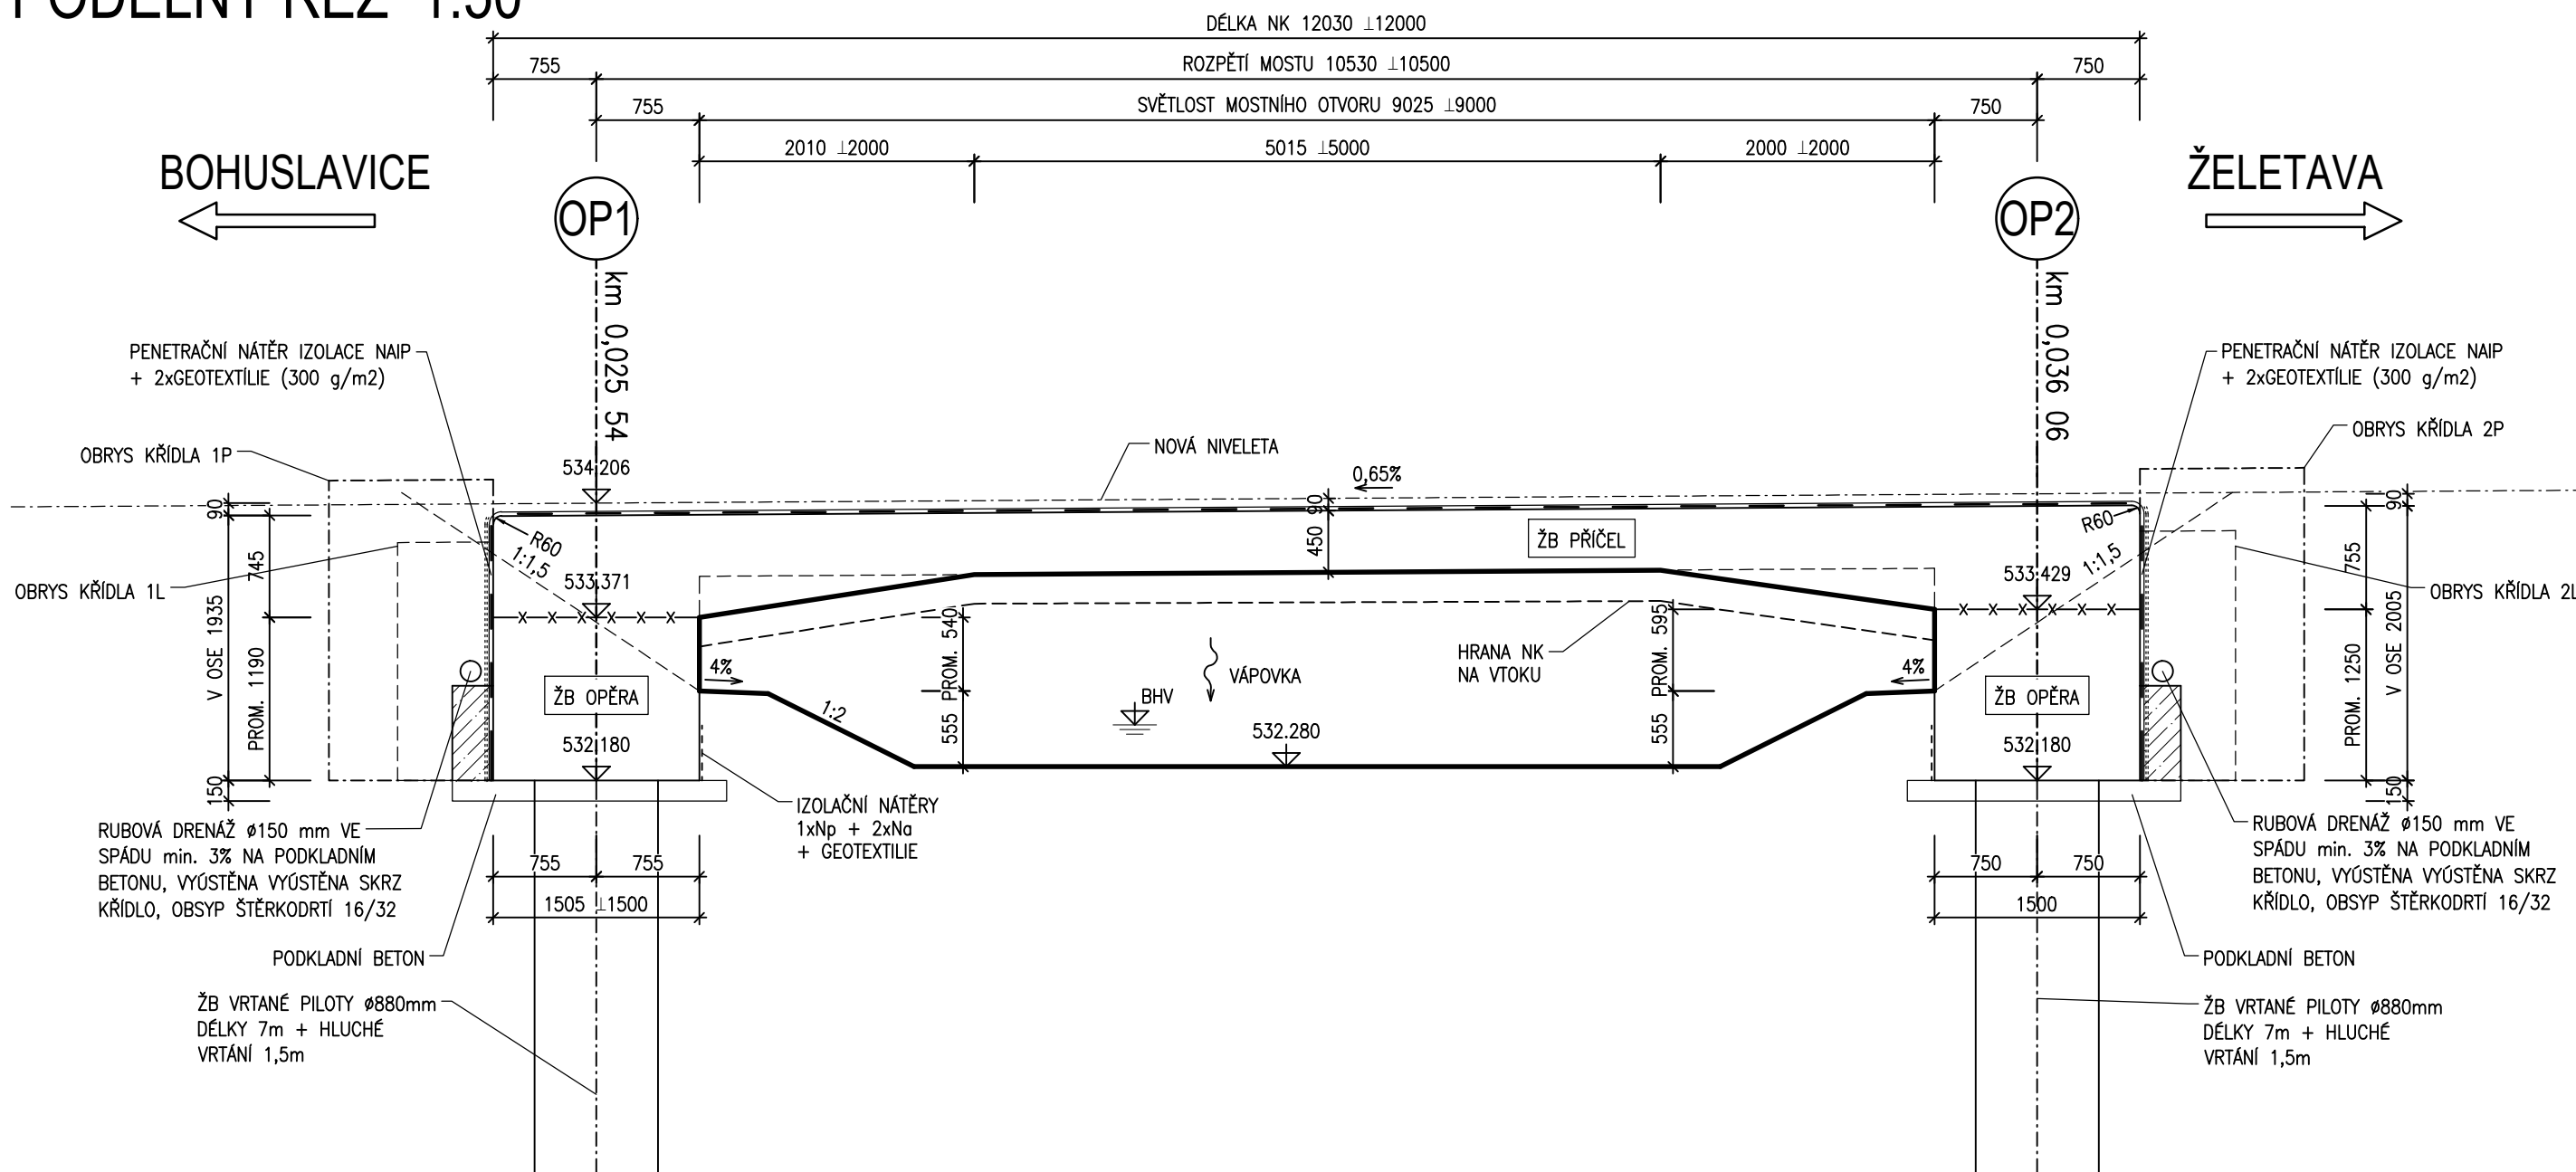 DÉLKA NK 12030 ⊥12000
755
ROZPĚTÍ MOSTU 10530 ⊥10500
750
755
SVĚTLOST MOSTNÍHO OTVORU 9025 ⊥9000
750
2010 ⊥2000
5015 ⊥5000
2000 ⊥2000
BOHUSLAVICE
ŽELETAVA
OP1
OP2
km 0,025 54
km 0,036 06
PENETRAČNÍ NÁTĚR IZOLACE NAIP
+ 2xGEOTEXTÍLIE (300 g/m2)
PENETRAČNÍ NÁTĚR IZOLACE NAIP
+ 2xGEOTEXTÍLIE (300 g/m2)
OBRYS KŘÍDLA 1P
OBRYS KŘÍDLA 2P
NOVÁ NIVELETA
534.206
0,65%
90
90
90
450
745
755
R60
1:1,5
R60
1:1,5
ŽB PŘÍČEL
533.371
533.429
OBRYS KŘÍDLA 1L
OBRYS KŘÍDLA 2L
V OSE 1935
PROM. 1190
PROM. 540
PROM. 595
PROM. 1250
V OSE 2005
4%
4%
HRANA NK
NA VTOKU
VÁPOVKA
BHV
ŽB OPĚRA
ŽB OPĚRA
1:2
555
555
532.180
532.280
532.180
150
150
IZOLAČNÍ NÁTĚRY
1xNp + 2xNa
+ GEOTEXTILIE
RUBOVÁ DRENÁŽ ø150 mm VE
SPÁDU min. 3% NA PODKLADNÍM
BETONU, VYÚSTĚNA VYÚSTĚNA SKRZ
KŘÍDLO, OBSYP ŠTĚRKODRTÍ 16/32
RUBOVÁ DRENÁŽ ø150 mm VE
SPÁDU min. 3% NA PODKLADNÍM
BETONU, VYÚSTĚNA VYÚSTĚNA SKRZ
KŘÍDLO, OBSYP ŠTĚRKODRTÍ 16/32
755
755
750
750
1505 ⊥1500
1500
PODKLADNÍ BETON
PODKLADNÍ BETON
ŽB VRTANÉ PILOTY ø880mm
DÉLKY 7m + HLUCHÉ
VRTÁNÍ 1,5m
ŽB VRTANÉ PILOTY ø880mm
DÉLKY 7m + HLUCHÉ
VRTÁNÍ 1,5m